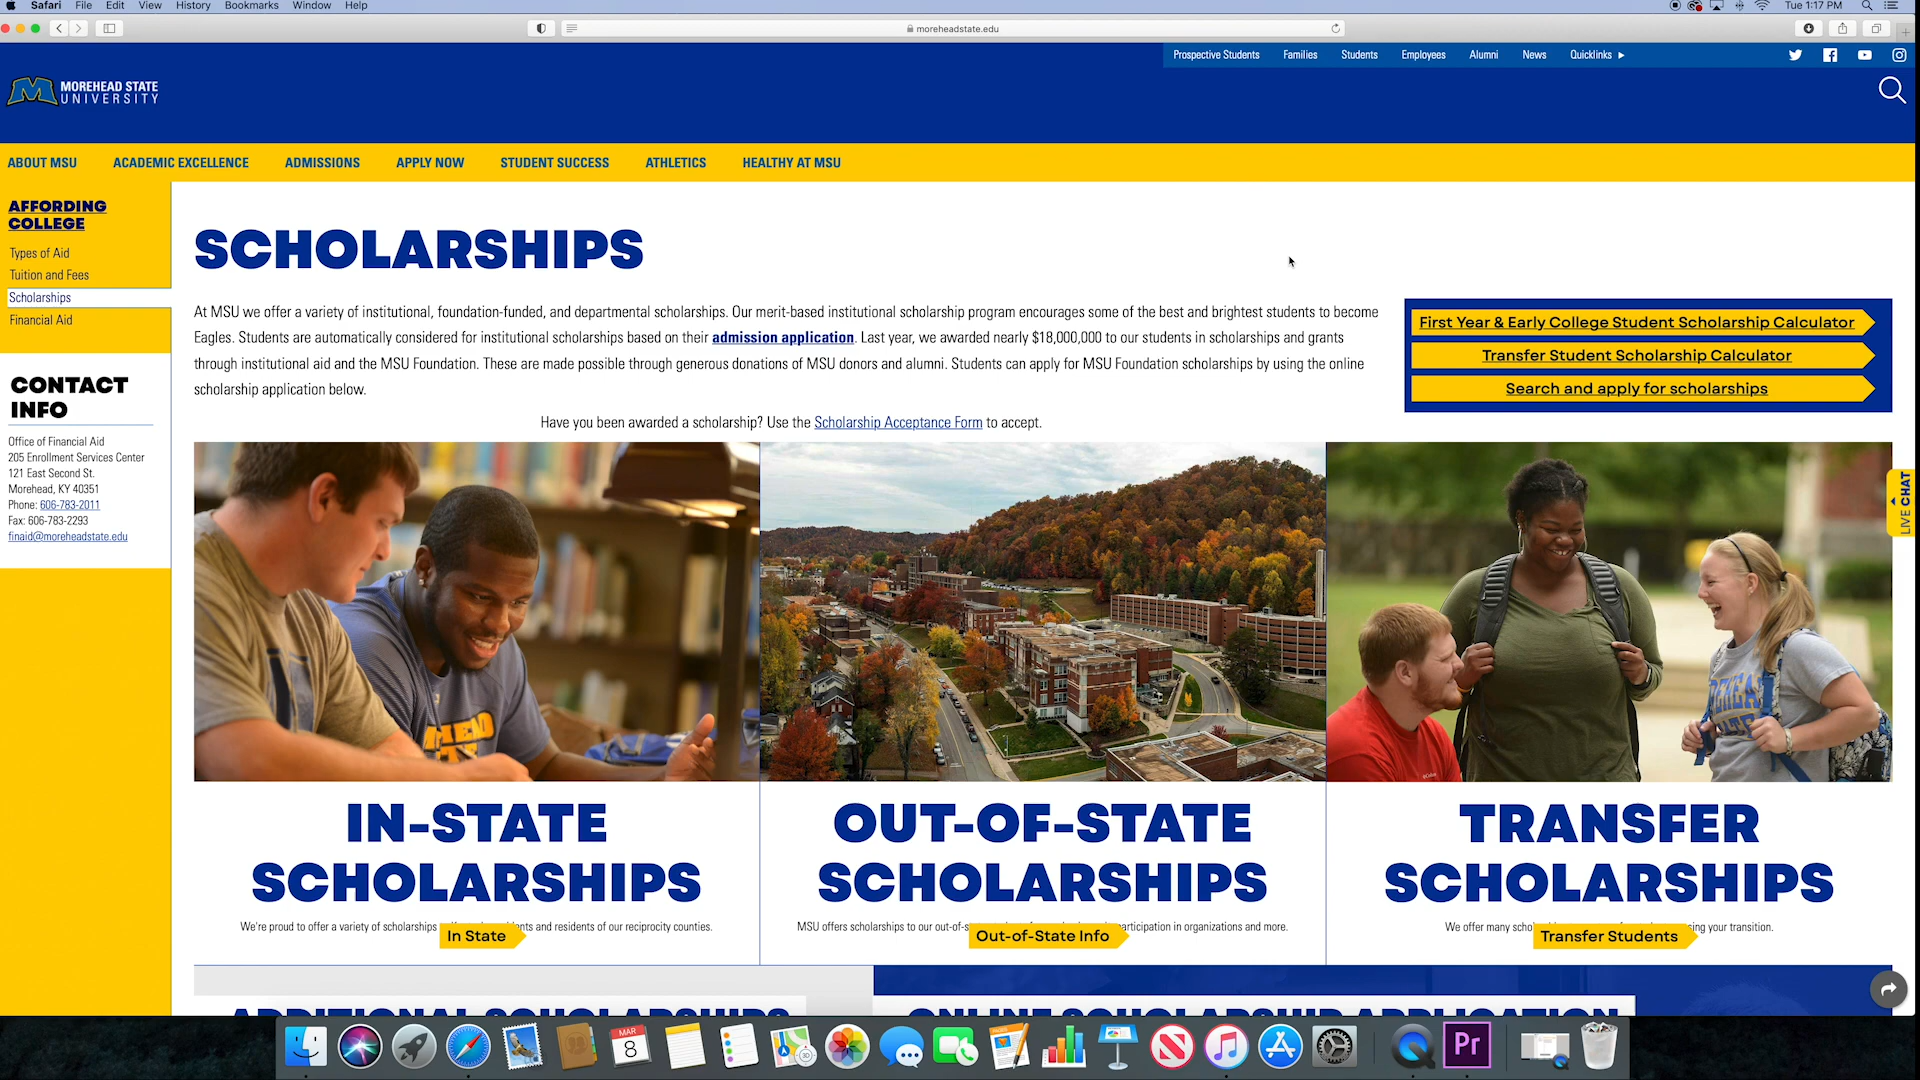 Safari File Edit View History Bookmarks Window Help
Tue 1:17 PM
moreheadstate.edu
Prospective Students Families Students Employees Alumni News Quicklinks
MOREHEAD STATE
UNIVERSITY
ABOUT MSU ACADEMIC EXCELLENCE ADMISSIONS APPLY NOW STUDENT SUCCESS ATHLETICS HEALTHY AT MSU
AFFORDING
COLLEGE
Types of Aid
Tuition and Fees
Scholarships
Financial Aid
CONTACT
INFO
Office of Financial Aid
205 Enrollment Services Center
121 East Second St.
Morehead, KY 40351
Phone: 606-783-2011
Fax: 606-783-2293
finaid@moreheadstate.edu
SCHOLARSHIPS
At MSU we offer a variety of institutional, foundation-funded, and departmental scholarships. Our merit-based institutional scholarship program encourages some of the best and brightest students to become
Eagles. Students are automatically considered for institutional scholarships based on their admission application. Last year, we awarded nearly $18,000,000 to our students in scholarships and grants
through institutional aid and the MSU Foundation. These are made possible through generous donations of MSU donors and alumni. Students can apply for MSU Foundation scholarships by using the online
scholarship application below.
Have you been awarded a scholarship? Use the Scholarship Acceptance Form to accept.
First Year & Early College Student Scholarship Calculator
Transfer Student Scholarship Calculator
Search and apply for scholarships
LIVE CHAT
IN-STATE
SCHOLARSHIPS
We're proud to offer a variety of scholarships and residents of our reciprocity counties.
In State
OUT-OF-STATE
SCHOLARSHIPS
MSU offers scholarships to our out-of-s participation in organizations and more.
Out-of-State Info
TRANSFER
SCHOLARSHIPS
We offer many your transition.
Transfer Students
ADDITIONAL SCHOLARSHIPS
ONLINE SCHOLARSHIP APPLICATION
MAR
8
PAGES
Pr